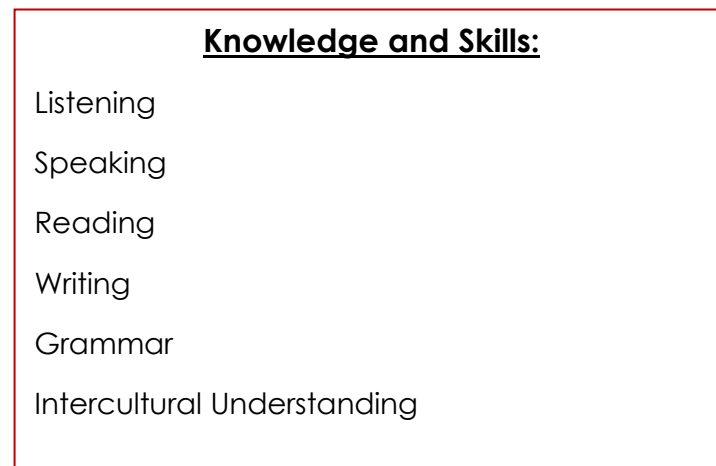 Knowledge and Skills:
Listening
Speaking
Reading
Writing
Grammar
Intercultural Understanding